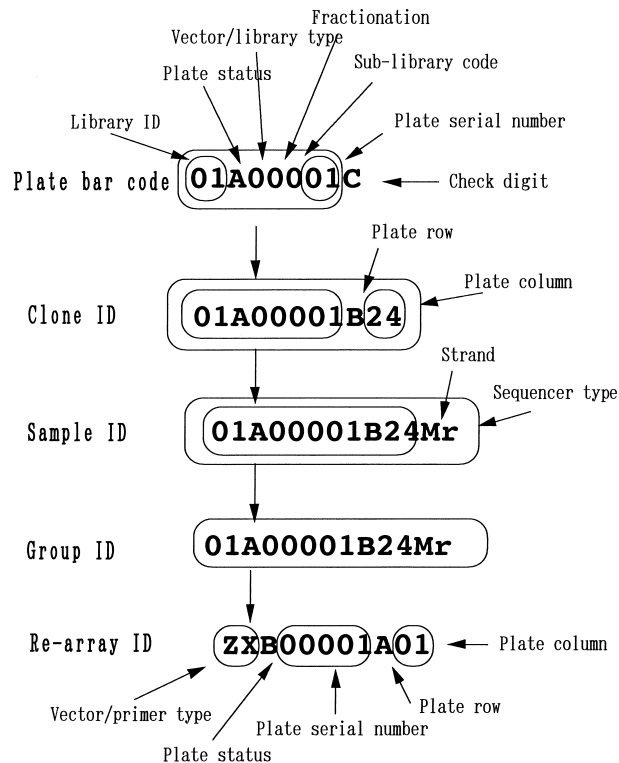 Fractionation
Vector/library type
Sub-library code
Plate status
Library ID
Plate serial number
Plate bar code 01A00001C Check digit
Plate row
Plate column
Clone ID 01A00001B24
Strand
Sequencer type
Sample ID 01A00001B24Mr
Group ID 01A00001B24Mr
Re-array ID ZXB00001A01 Plate column
Vector/primer type
Plate row
Plate serial number
Plate status